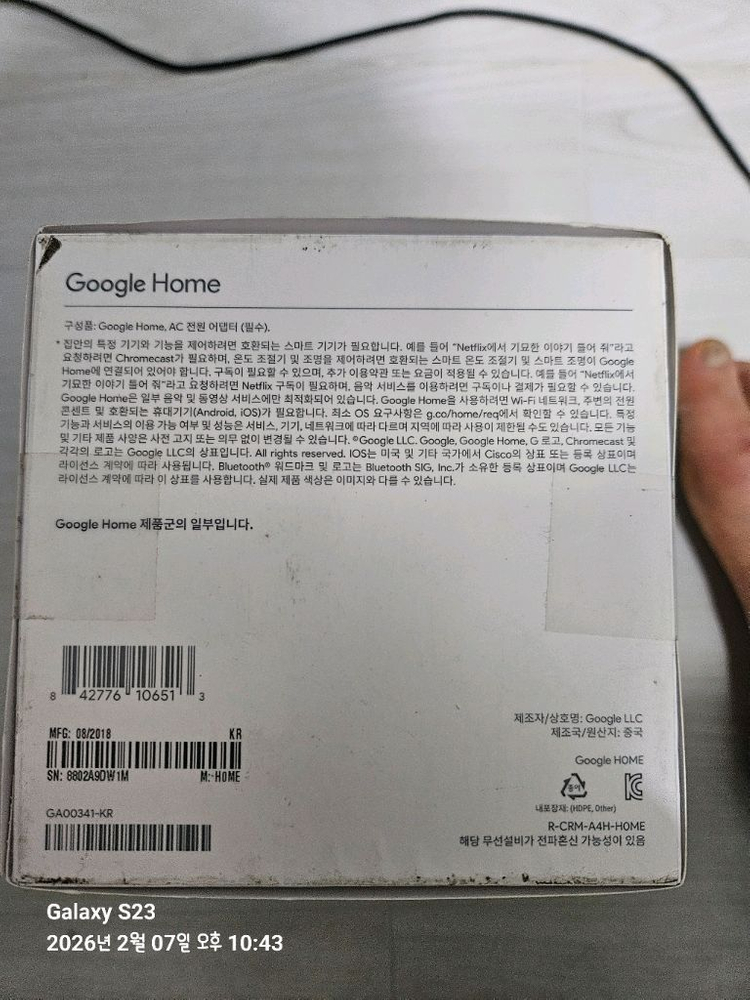 Google Home
구성품: Google Home, AC 전원 어댑터 (필수).
* 집안의 특정 기기와 기능을 제어하려면 호환되는 스마트 기기가 필요합니다. 예를 들어 "Netflix에서 기묘한 이야기 틀어 줘"라고
요청하려면 Chromecast가 필요하며, 온도 조절기 및 조명을 제어하려면 호환되는 스마트 온도 조절기 및 스마트 조명이 Google
Home에 연결되어 있어야 합니다. 구독이 필요할 수 있으며, 추가 이용약관 또는 요금이 적용될 수 있습니다. 예를 들어 "Netflix에서
기묘한 이야기 틀어 줘"라고 요청하려면 Netflix 구독이 필요하며, 음악 서비스를 이용하려면 구독이나 결제가 필요할 수 있습니다.
Google Home은 일부 음악 및 동영상 서비스에만 최적화되어 있습니다. Google Home을 사용하려면 Wi-Fi 네트워크, 주변의 전원
콘센트 및 호환되는 휴대기기(Android, iOS)가 필요합니다. 최소 OS 요구사항은 g.co/home/req에서 확인할 수 있습니다. 특정
기능과 서비스의 이용 가능 여부 및 성능은 서비스, 기기, 네트워크에 따라 다르며 지역에 따라 사용이 제한될 수도 있습니다. 모든 기능
및 기타 제품 사양은 사전 고지 또는 의무 없이 변경될 수 있습니다. ©Google LLC. Google, Google Home, G 로고, Chromecast 및
각각의 로고는 Google LLC의 상표입니다. All rights reserved. IOS는 미국 및 기타 국가에서 Cisco의 상표 또는 등록 상표이며
라이선스 계약에 따라 사용됩니다. Bluetooth® 워드마크 및 로고는 Bluetooth SIG, Inc.가 소유한 등록 상표이며 Google LLC는
라이선스 계약에 따라 이 상표를 사용합니다. 실제 제품 색상은 이미지와 다를 수 있습니다.
Google Home 제품군의 일부입니다.
8 42776 10651 3
MFG: 08/2018 KR
SN: 8802A9DW1M M: HOME
GA00341-KR
제조자/상호명: Google LLC
제조국/원산지: 중국
Google HOME
종이
내포장재: (HDPE, Other)
R-CRM-A4H-HOME
해당 무선설비가 전파혼신 가능성이 있음
Galaxy S23
2026년 2월 07일 오후 10:43